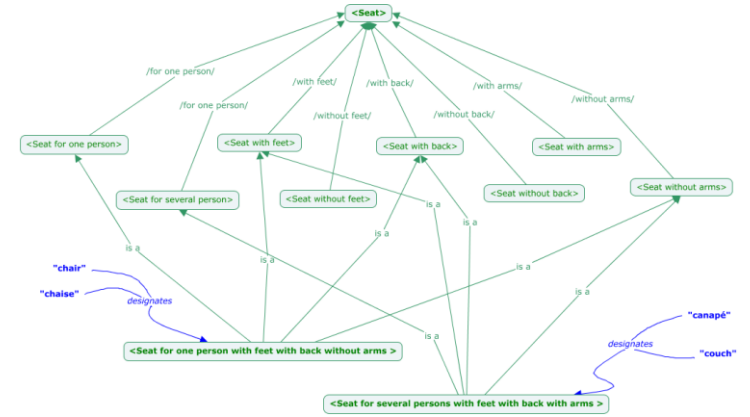 <Seat>
/for one person/
/for one person/
/with feet/
/without feet/
/with back/
/without back/
/with arms/
/without arms/
<Seat for one person>
<Seat with feet>
<Seat with back>
<Seat with arms>
<Seat for several person>
<Seat without feet>
<Seat without back>
<Seat without arms>
is a
is a
is a
is a
is a
is a
is a
is a
"chair"
"chaise"
designates
"canapé"
designates
"couch"
<Seat for one person with feet with back without arms >
<Seat for several persons with feet with back with arms >